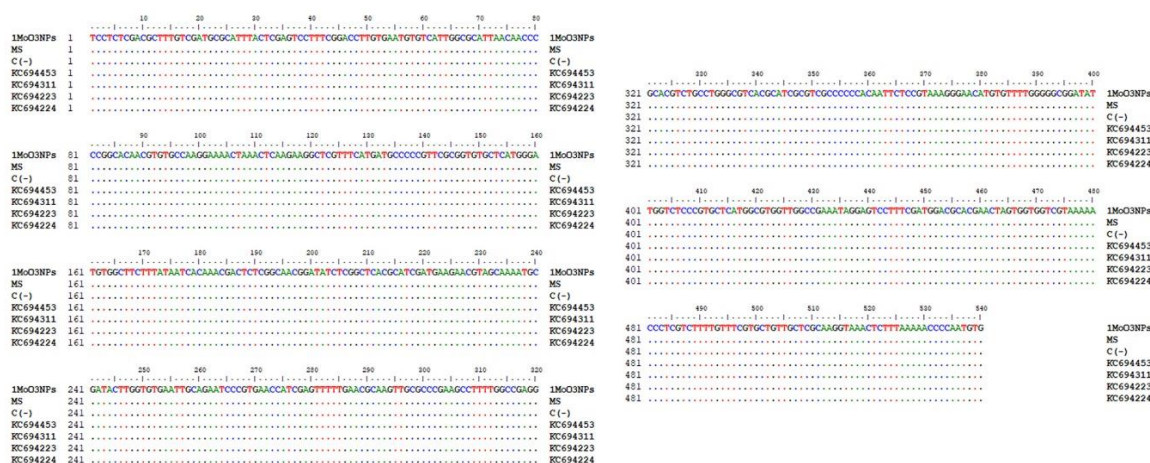 10 20 30 40 50 60 70 80
1MoO3NPs 1 TCCTCTCGACGCTTTGTCGATGCGCATTTACTCGAGTCCTTTCGGACCTTGTGAATGTGTCATTGGCGCATTAACAACCC 1MoO3NPs
MS 1 MS
C(-) 1 C(-)
KC694453 1 KC694453
KC694311 1 KC694311
KC694223 1 KC694223
KC694224 1 KC694224
90 100 110 120 130 140 150 160
1MoO3NPs 81 CCGGCACAACGTGTGCCAAGGAAAACTAAACTCAAGAAGGCTCGTTTCATGATGCCCCCGTTCGCGGTGTGCTCATGGGA 1MoO3NPs
MS 81 MS
C(-) 81 C(-)
KC694453 81 KC694453
KC694311 81 KC694311
KC694223 81 KC694223
KC694224 81 KC694224
170 180 190 200 210 220 230 240
1MoO3NPs 161 TGTGGCTTCTTTATAATCACAAACGACTCTCGGCAACGGATATCTCGGCTCACGCATCGATGAAGAACGTAGCAAAATGC 1MoO3NPs
MS 161 MS
C(-) 161 C(-)
KC694453 161 KC694453
KC694311 161 KC694311
KC694223 161 KC694223
KC694224 161 KC694224
250 260 270 280 290 300 310 320
1MoO3NPs 241 GATACTTGGTGTGAATTGCAGAATCCCGTGAACCATCGAGTTTTTGAACGCAAGTTGCGCCCGAAGCCTTTTGGCCGAGG 1MoO3NPs
MS 241 MS
C(-) 241 C(-)
KC694453 241 KC694453
KC694311 241 KC694311
KC694223 241 KC694223
KC694224 241 KC694224
330 340 350 360 370 380 390 400
321 GCACGTCTGCCTGGGCGTCACGCATCGCGTCGCCCCCCACAATTCTCCGTAAAGGGAACATGTGTTTTGGGGGCGGATAT 1MoO3NPs
321 MS
321 C(-)
321 KC694453
321 KC694311
321 KC694223
321 KC694224
410 420 430 440 450 460 470 480
401 TGGTCTCCCGTGCTCATGGCGTGGTTGGCCGAAATAGGAGTCCTTTCGATGGACGCACGAACTAGTGGTGGTCGTAAAAA 1MoO3NPs
401 MS
401 C(-)
401 KC694453
401 KC694311
401 KC694223
401 KC694224
490 500 510 520 530 540
481 CCCTCGTCTTTTGTTTCGTGCTGTTGCTCGCAAGGTAAACTCTTTAAAAACCCCAATGTG 1MoO3NPs
481 MS
481 C(-)
481 KC694453
481 KC694311
481 KC694223
481 KC694224